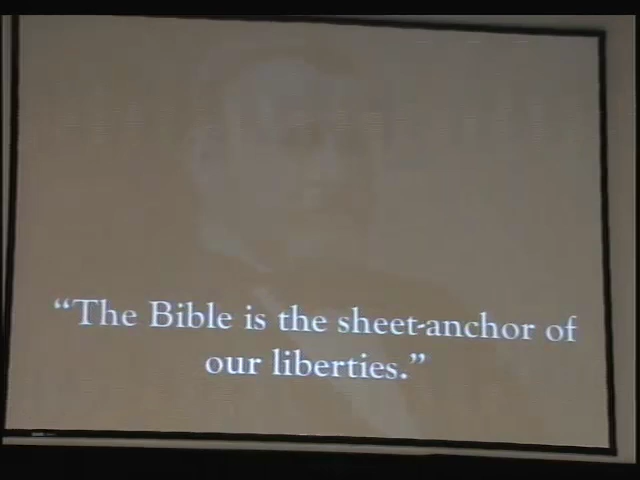 “The Bible is the sheet-anchor of
our liberties.”